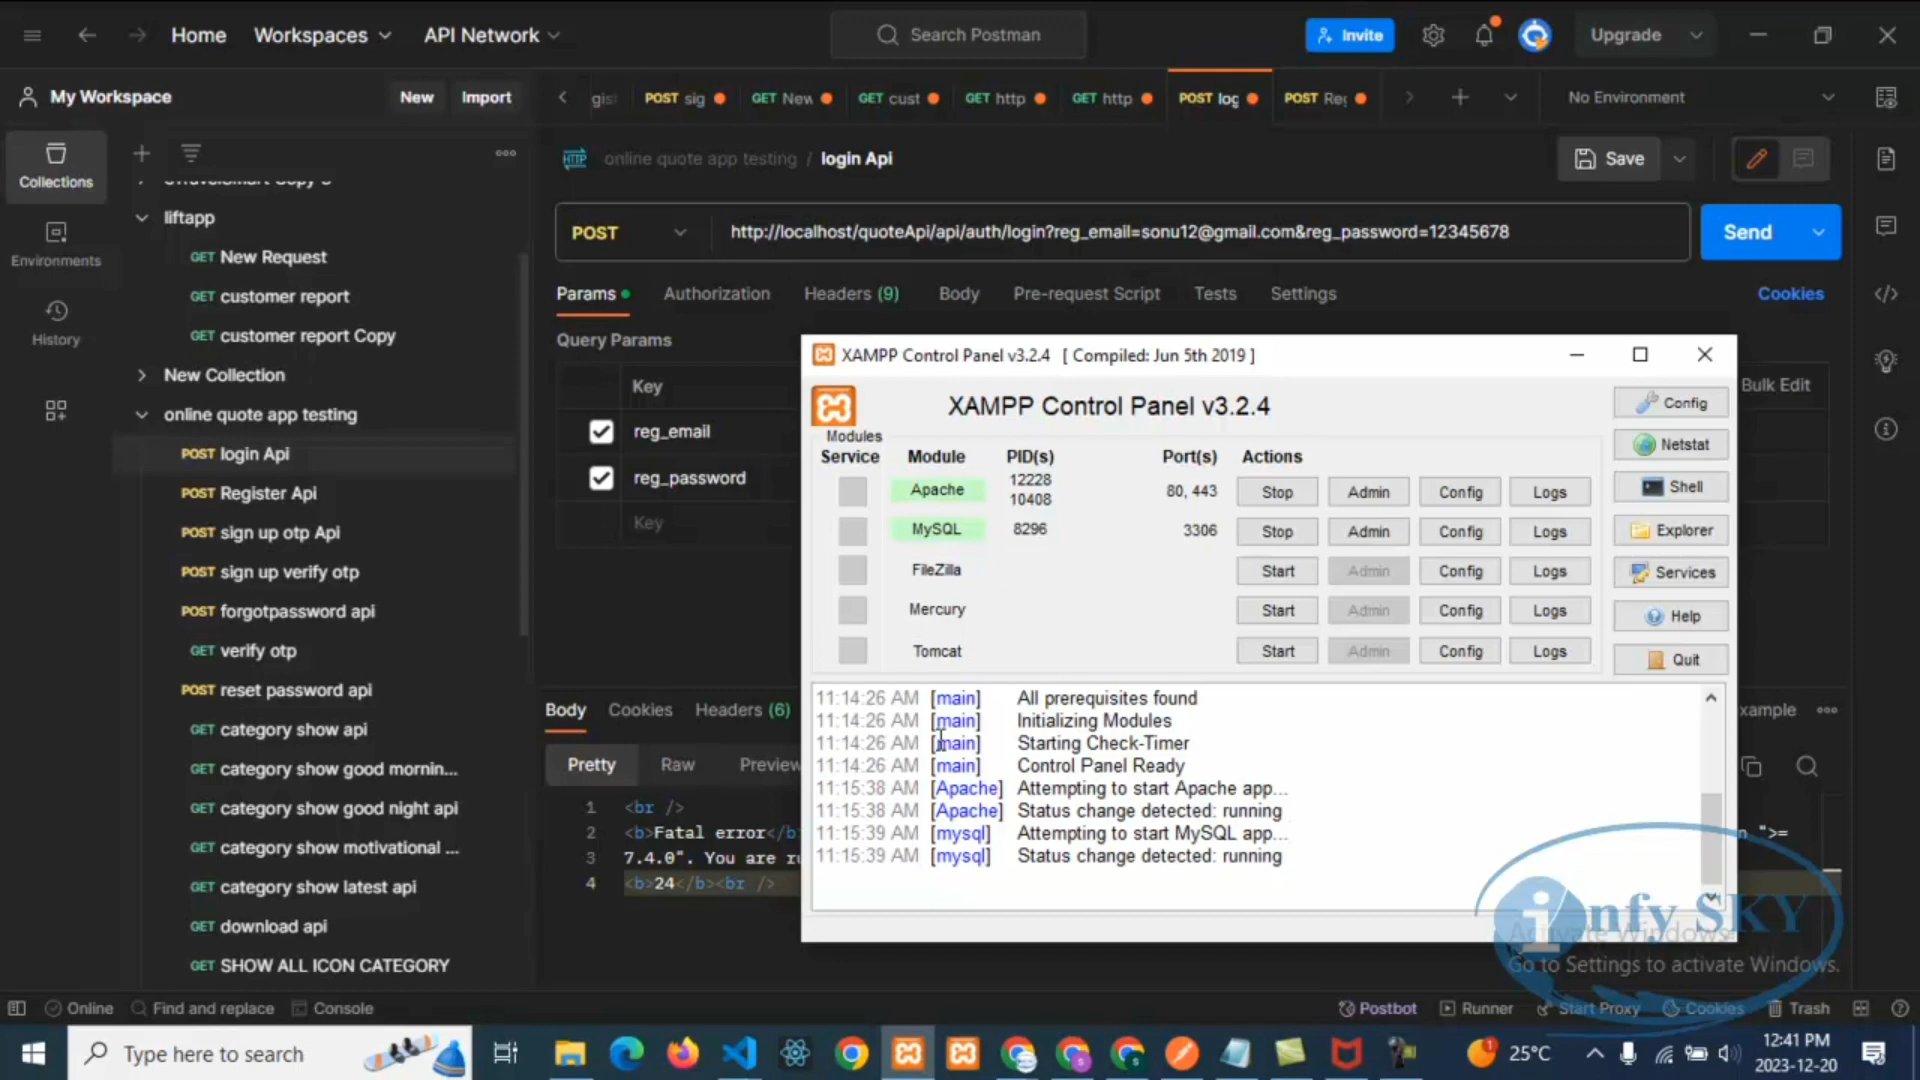 Home
Workspaces
API Network
Search Postman
Invite
Upgrade
My Workspace
New
Import
POST sig
GET New
GET cust
GET http
GET http
POST log
POST Reg
No Environment
Collections
Environments
History
liftapp
GET New Request
GET customer report
GET customer report Copy
New Collection
online quote app testing
POST login Api
POST Register Api
POST sign up otp Api
POST sign up verify otp
POST forgotpassword api
GET verify otp
POST reset password api
GET category show api
GET category show good mornin...
GET category show good night api
GET category show motivational ...
GET category show latest api
GET download api
GET SHOW ALL ICON CATEGORY
HTTP online quote app testing / login Api
Save
POST
http://localhost/quoteApi/api/auth/login?reg_email=sonu12@gmail.com&reg_password=12345678
Send
Params
Authorization
Headers (9)
Body
Pre-request Script
Tests
Settings
Cookies
Query Params
Key
Bulk Edit
reg_email
reg_password
Key
Body
Cookies
Headers (6)
xample
Pretty
Raw
Preview
1 <br />
2 <b>Fatal error</b
3 7.4.0". You are ru
4 <b>24</b><br />
">=
XAMPP Control Panel v3.2.4 [ Compiled: Jun 5th 2019 ]
XAMPP Control Panel v3.2.4
Config
Modules
Service
Module
PID(s)
Port(s)
Actions
Netstat
Apache
12228
10408
80, 443
Stop
Admin
Config
Logs
Shell
MySQL
8296
3306
Stop
Admin
Config
Logs
Explorer
FileZilla
Start
Admin
Config
Logs
Services
Mercury
Start
Admin
Config
Logs
Help
Tomcat
Start
Admin
Config
Logs
Quit
11:14:26 AM [main] All prerequisites found
11:14:26 AM [main] Initializing Modules
11:14:26 AM [main] Starting Check-Timer
11:14:26 AM [main] Control Panel Ready
11:15:38 AM [Apache] Attempting to start Apache app...
11:15:38 AM [Apache] Status change detected: running
11:15:39 AM [mysql] Attempting to start MySQL app...
11:15:39 AM [mysql] Status change detected: running
infy SKY
Activate Windows
Go to Settings to activate Windows.
Online
Find and replace
Console
Postbot
Runner
Start Proxy
Cookies
Trash
Type here to search
25°C
12:41 PM
2023-12-20